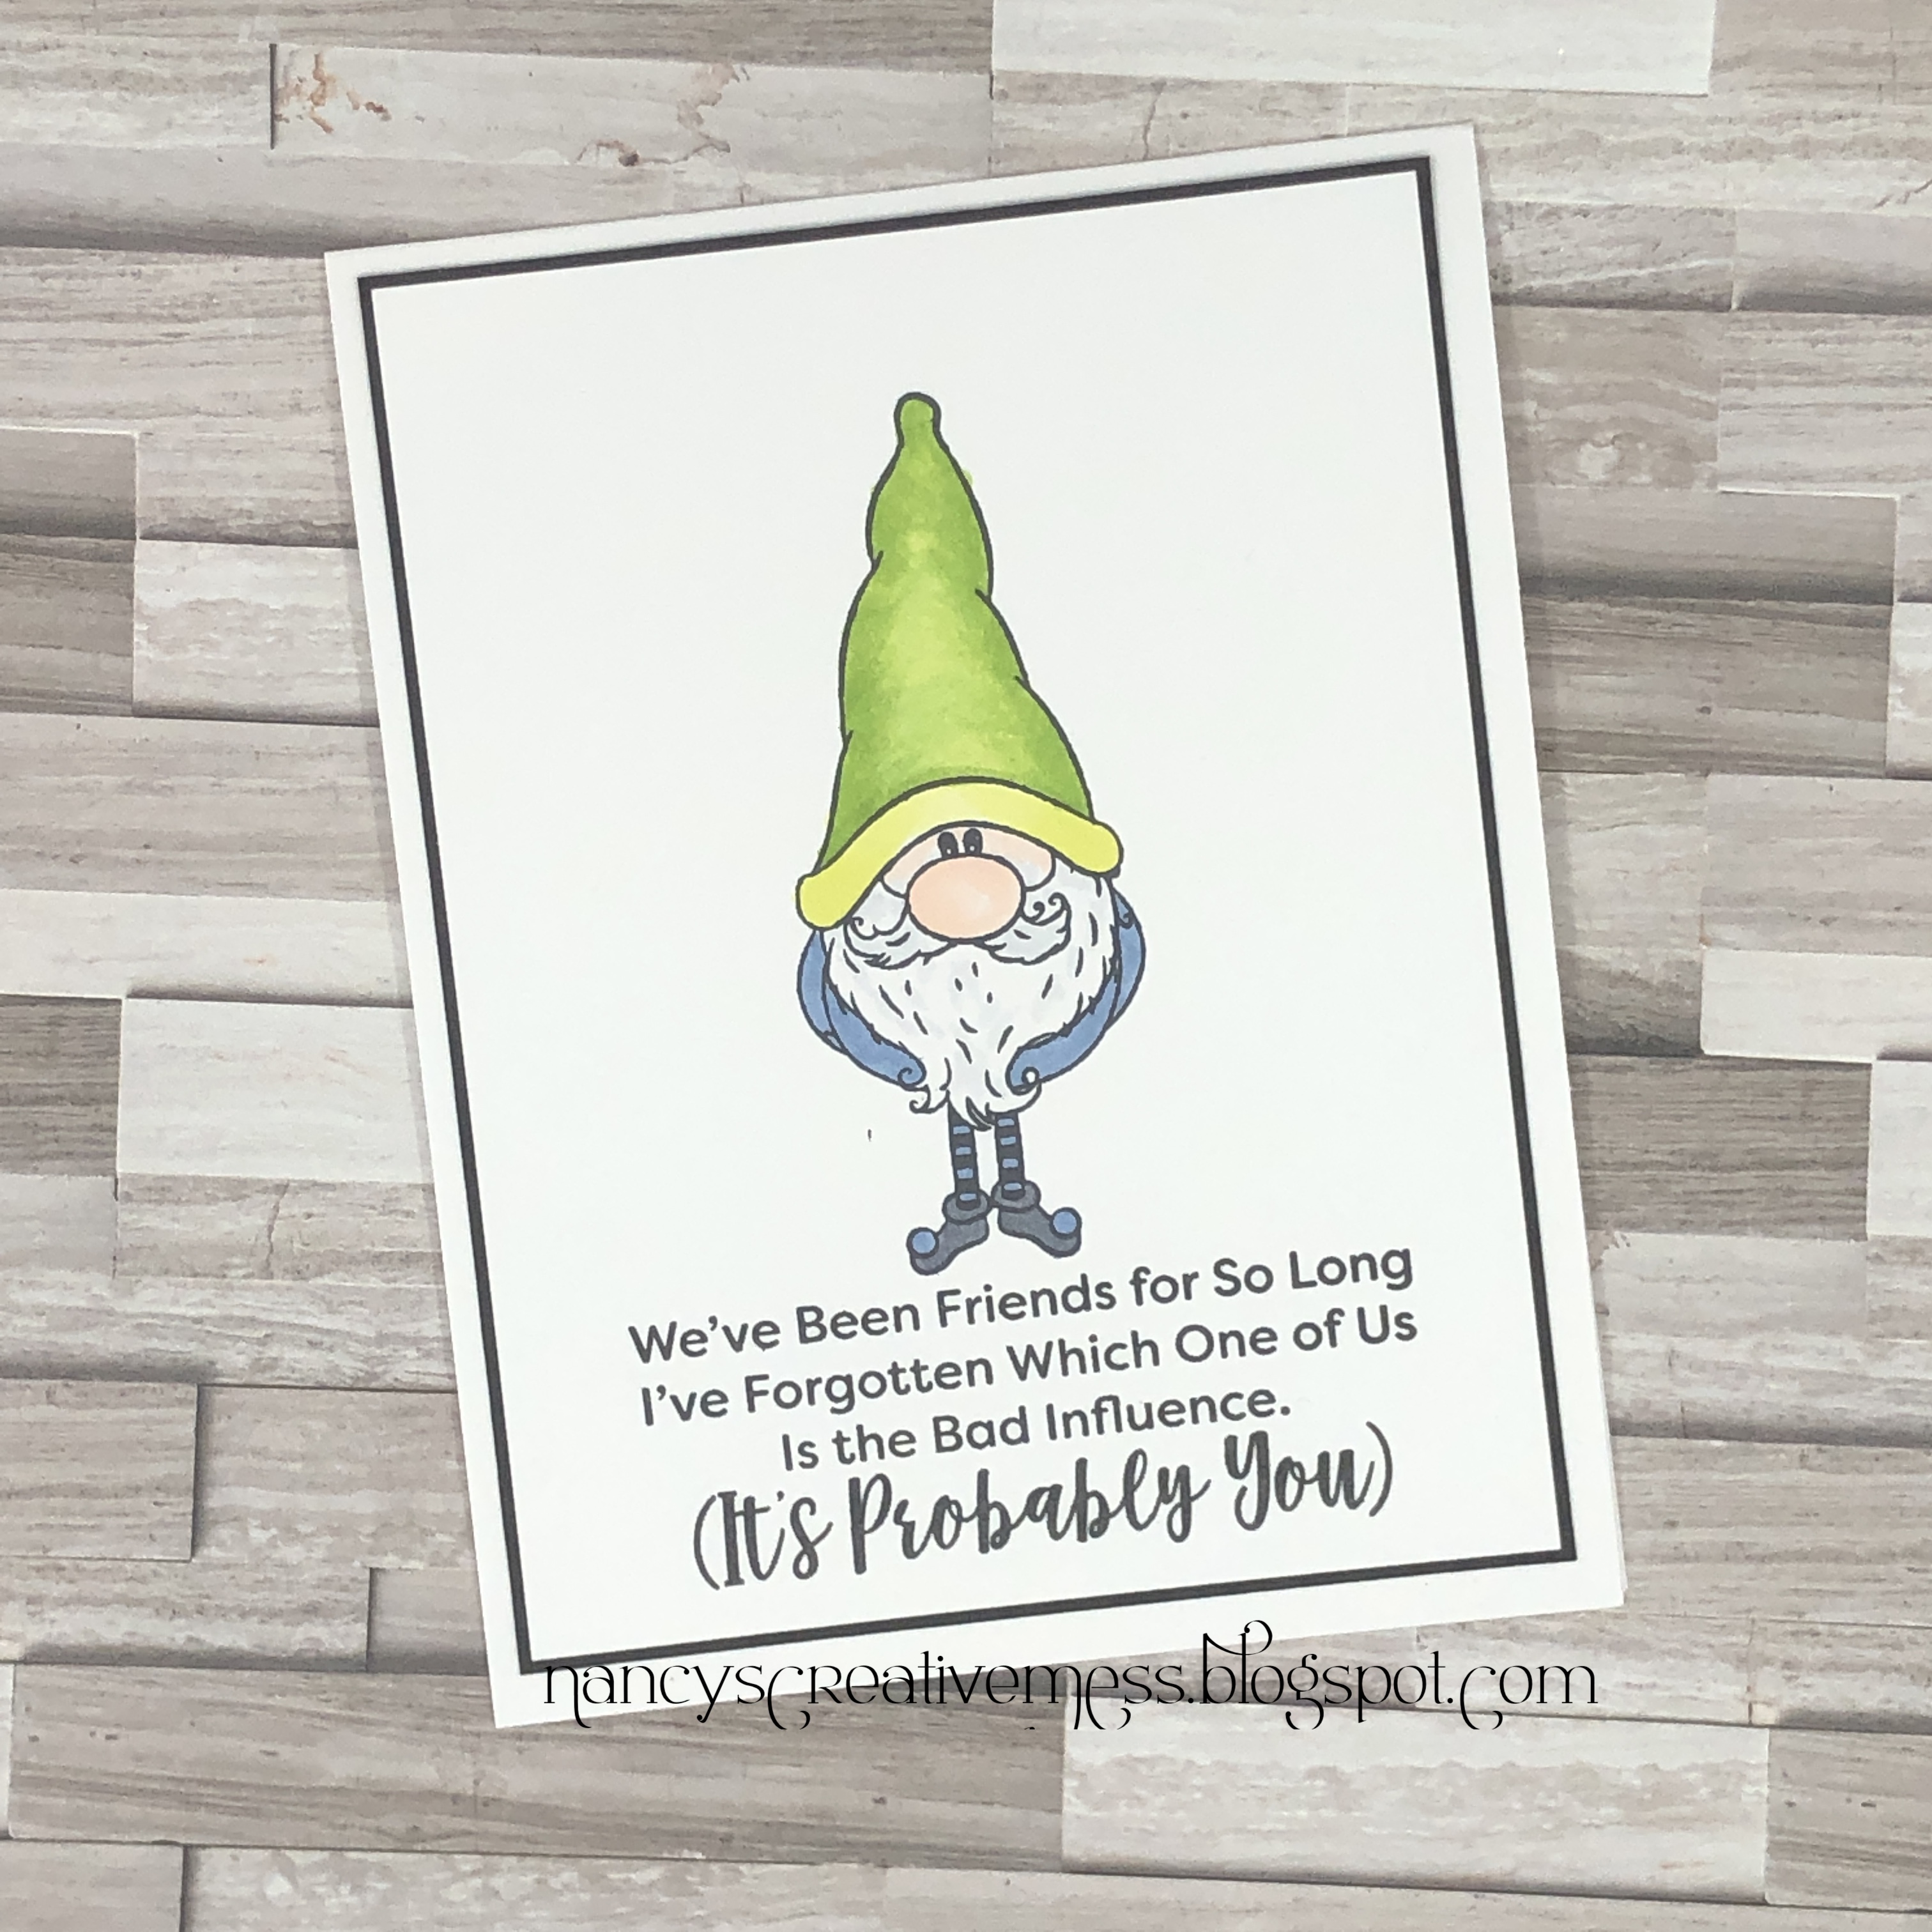 We've Been Friends for So Long
I've Forgotten Which One of Us
Is the Bad Influence.
(It's Probably You)
nancyscreativemess.blogspot.com